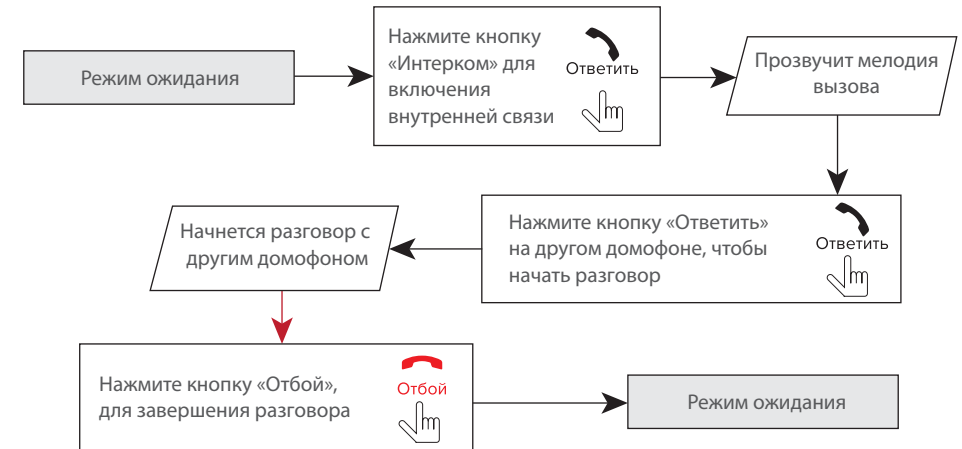 Режим ожидания
Нажмите кнопку
«Интерком» для
включения
внутренней связи
Ответить
Прозвучит мелодия
вызова
Нажмите кнопку «Ответить»
на другом домофоне, чтобы
начать разговор
Ответить
Начнется разговор с
другим домофоном
Нажмите кнопку «Отбой»,
для завершения разговора
Отбой
Режим ожидания